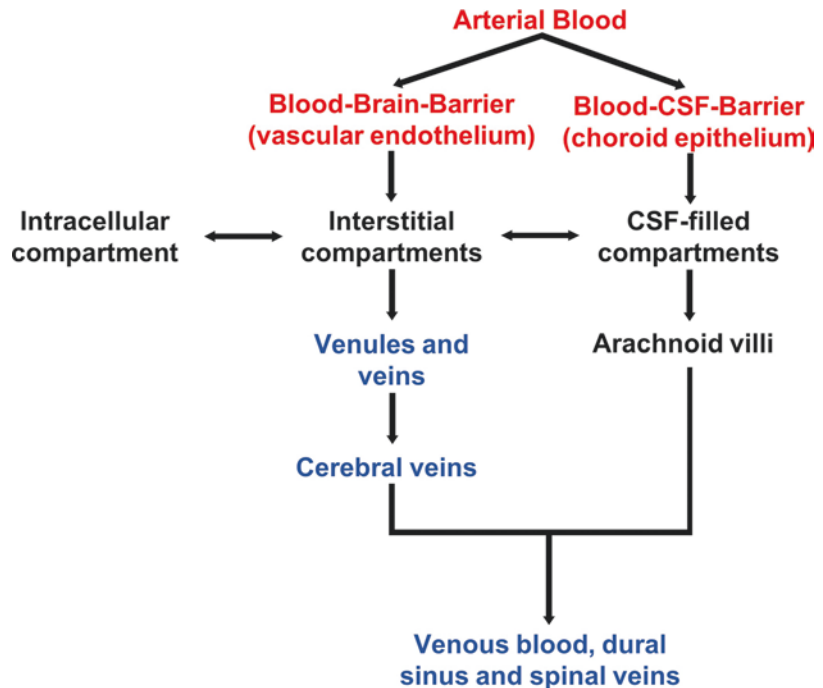 Arterial Blood
Blood-Brain-Barrier
(vascular endothelium)
Blood-CSF-Barrier
(choroid epithelium)
Intracellular
compartment
Interstitial
compartments
CSF-filled
compartments
Venules and
veins
Arachnoid villi
Cerebral veins
Venous blood, dural
sinus and spinal veins